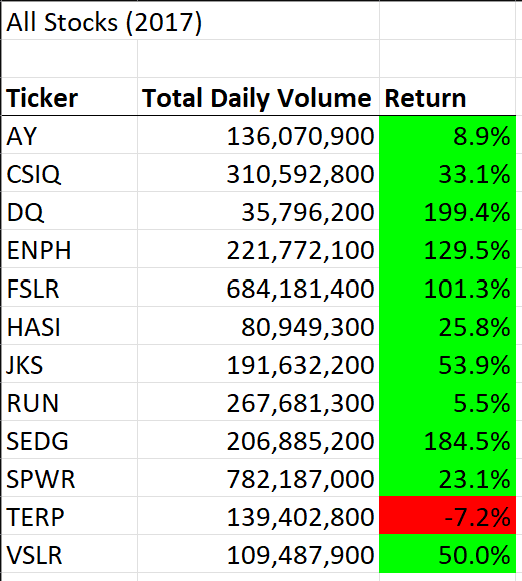 All Stocks (2017)
Ticker Total Daily Volume Return
AY 136,070,900 8.9%
CSIQ 310,592,800 33.1%
DQ 35,796,200 199.4%
ENPH 221,772,100 129.5%
FSLR 684,181,400 101.3%
HASI 80,949,300 25.8%
JKS 191,632,200 53.9%
RUN 267,681,300 5.5%
SEDG 206,885,200 184.5%
SPWR 782,187,000 23.1%
TERP 139,402,800 -7.2%
VSLR 109,487,900 50.0%